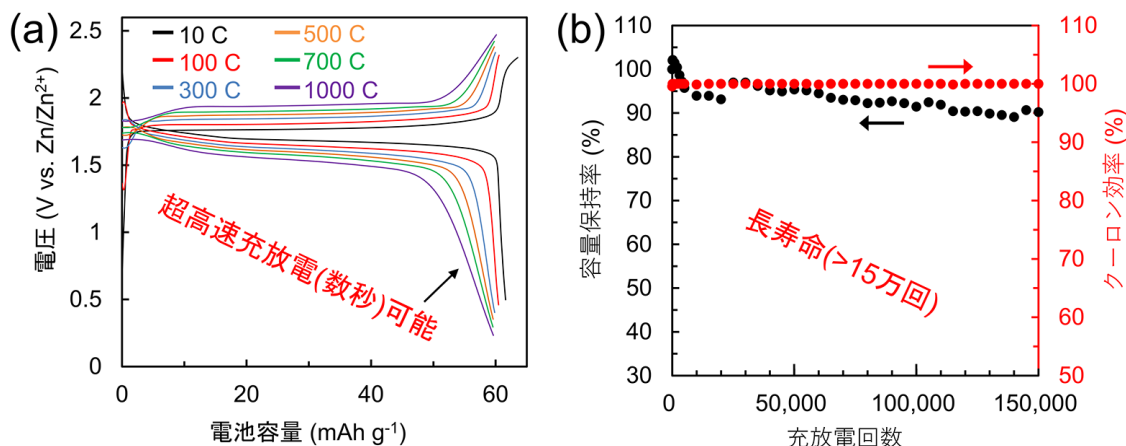 (a)
電圧 (V vs. Zn/Zn²⁺)
2.5
2
1.5
1
0.5
0
10 C
500 C
100 C
700 C
300 C
1000 C
超高速充放電(数秒)可能
0
20
40
60
電池容量 (mAh g⁻¹)
(b)
容量保持率 (%)
110
100
90
80
70
60
50
40
30
長寿命(>15万回)
110
100
90
80
70
60
50
クーロン効率 (%)
0
50,000
100,000
150,000
充放電回数